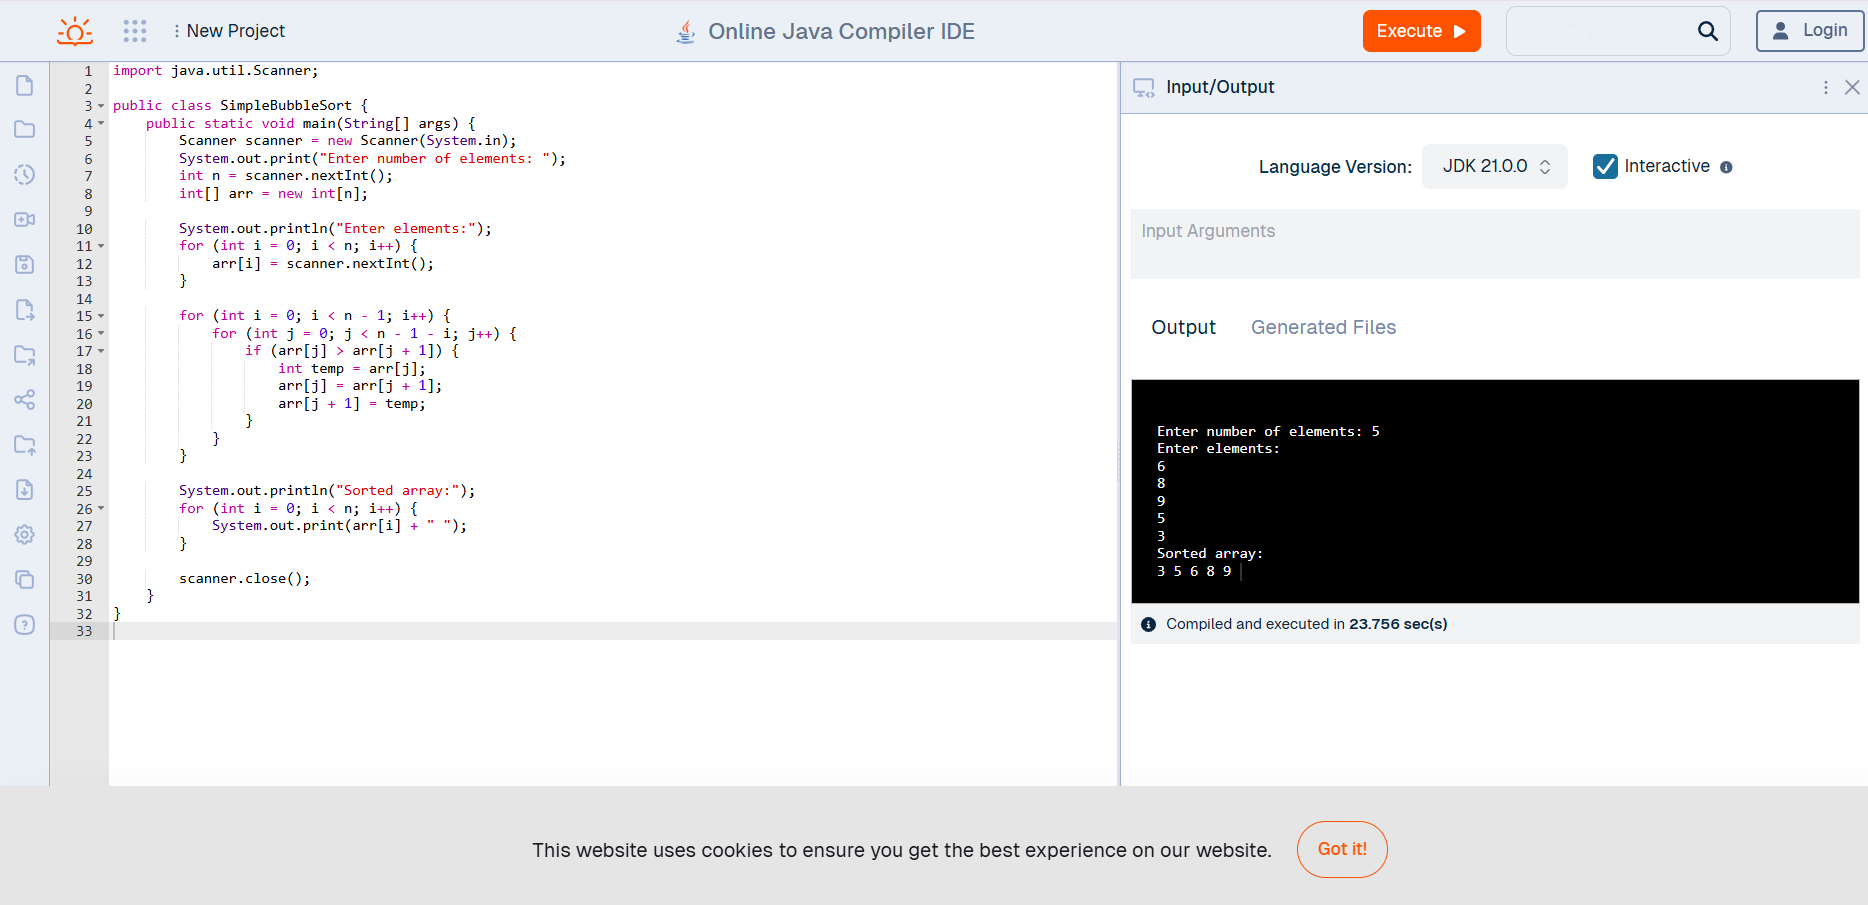 New Project
Online Java Compiler IDE
Execute
Login
1 import java.util.Scanner;
2
3 public class SimpleBubbleSort {
4     public static void main(String[] args) {
5         Scanner scanner = new Scanner(System.in);
6         System.out.print("Enter number of elements: ");
7         int n = scanner.nextInt();
8         int[] arr = new int[n];
9
10         System.out.println("Enter elements:");
11         for (int i = 0; i < n; i++) {
12             arr[i] = scanner.nextInt();
13         }
14
15         for (int i = 0; i < n - 1; i++) {
16             for (int j = 0; j < n - 1 - i; j++) {
17                 if (arr[j] > arr[j + 1]) {
18                     int temp = arr[j];
19                     arr[j] = arr[j + 1];
20                     arr[j + 1] = temp;
21                 }
22             }
23         }
24
25         System.out.println("Sorted array:");
26         for (int i = 0; i < n; i++) {
27             System.out.print(arr[i] + " ");
28         }
29
30         scanner.close();
31     }
32 }
33
Input/Output
Language Version: JDK 21.0.0 Interactive
Input Arguments
Output Generated Files
Enter number of elements: 5
Enter elements:
6
8
9
5
3
Sorted array:
3 5 6 8 9
Compiled and executed in 23.756 sec(s)
This website uses cookies to ensure you get the best experience on our website. Got it!